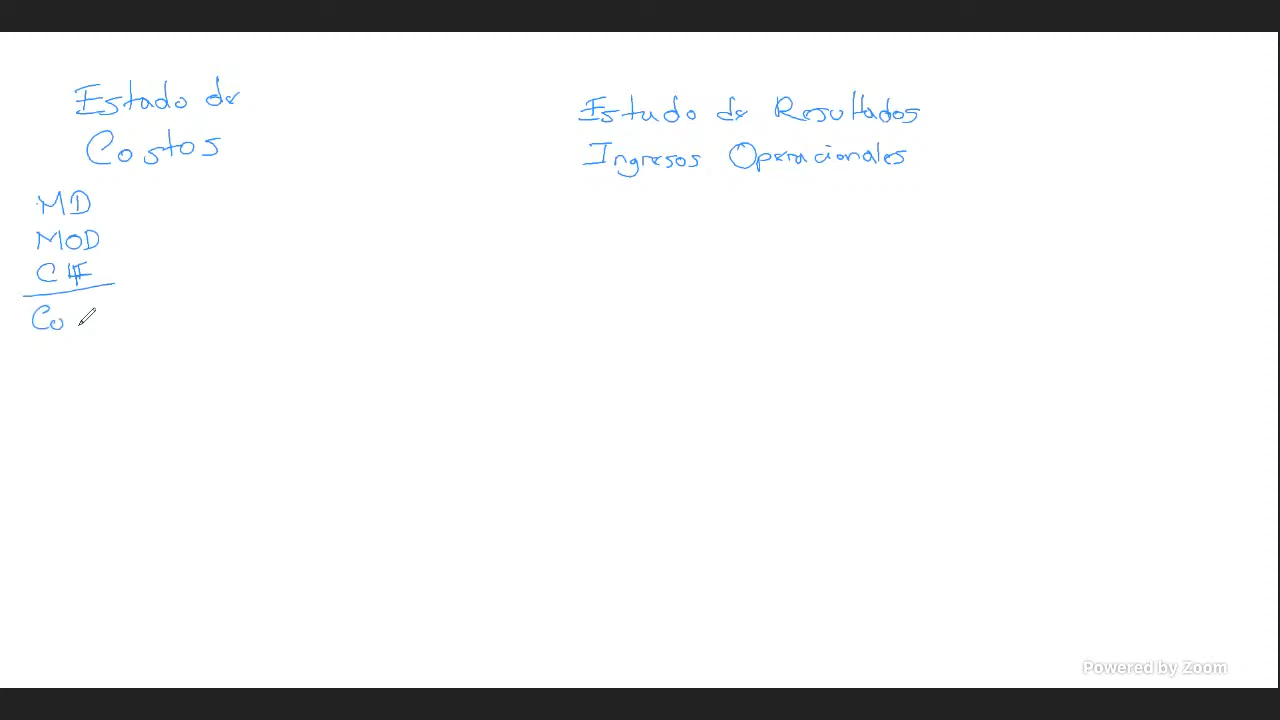 Estado de
Costos
MD
MOD
CIF
Co
Estado de Resultados
Ingresos Operacionales
Powered by Zoom